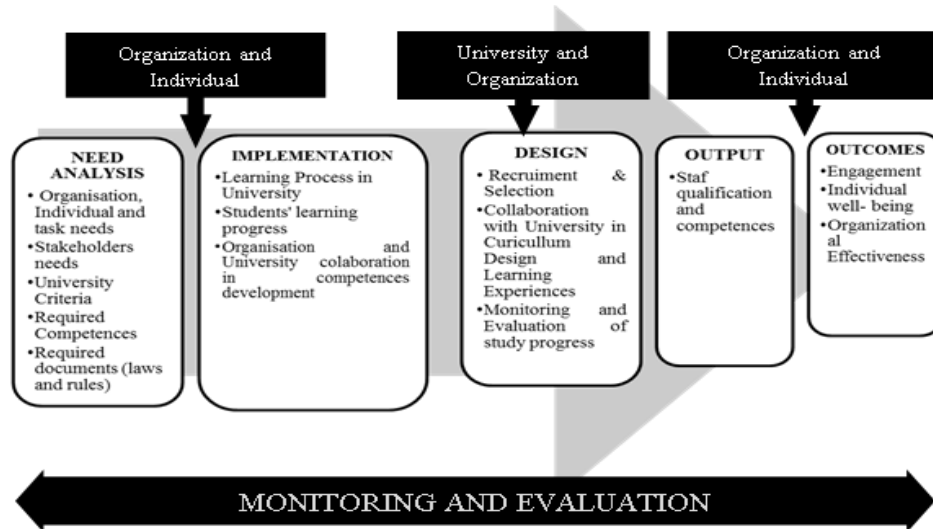 Organization and
Individual
University and
Organization
Organization and
Individual
NEED
ANALYSIS
• Organisation,
Individual and
task needs
•Stakeholders
needs
•University
Criteria
•Required
Competences
•Required
documents (laws
and rules)
IMPLEMENTATION
•Learning Process in
University
•Students' learning
progress
•Organisation and
University colaboration
in competences
development
DESIGN
• Recruiment &
Selection
•Collaboration
with University in
Curicullum
Design and
Learning
Experiences
•Monitoring and
Evaluation of
study progress
OUTPUT
•Staf
qualification
and
competences
OUTCOMES
•Engagement
•Individual
well- being
•Organization
al
Effectiveness
MONITORING AND EVALUATION